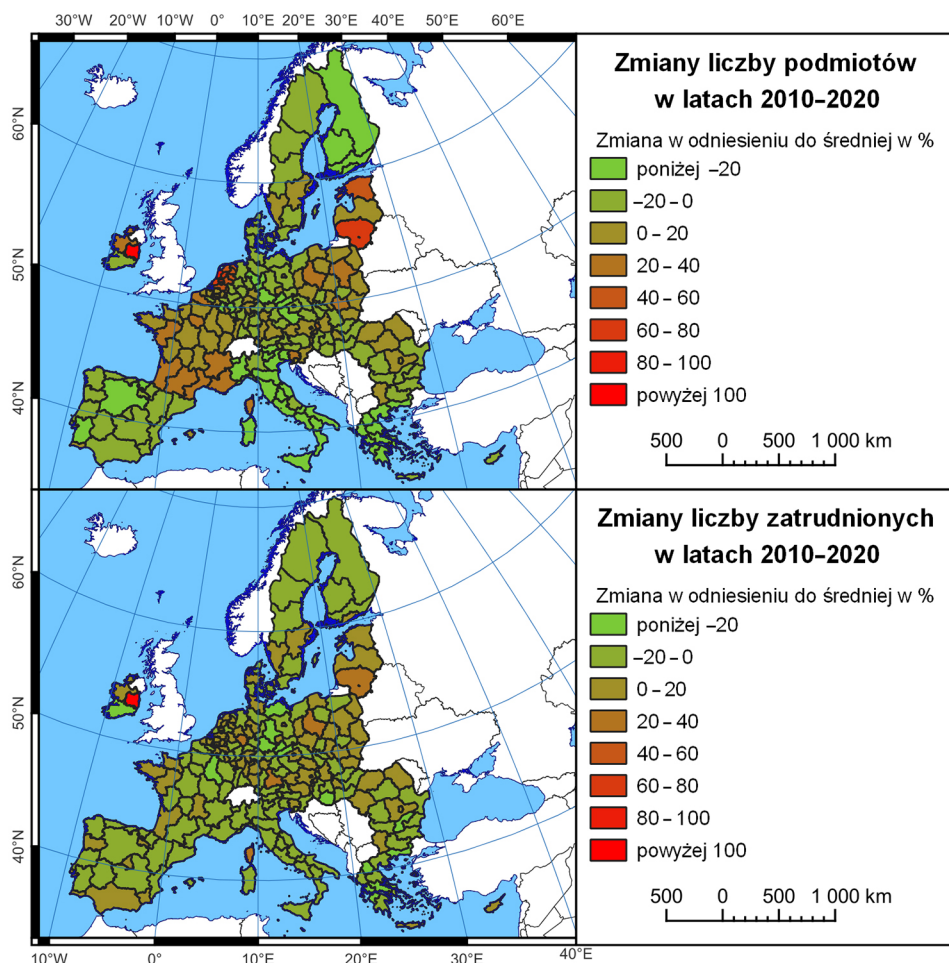 30°W 20°W 10°W 0° 10°E 20°E 30°E 40°E 50°E 60°E
60°N
50°N
40°N
Zmiany liczby podmiotów
w latach 2010–2020
Zmiana w odniesieniu do średniej w %
poniżej –20
–20 – 0
0 – 20
20 – 40
40 – 60
60 – 80
80 – 100
powyżej 100
500 0 500 1 000 km
60°N
50°N
40°N
Zmiany liczby zatrudnionych
w latach 2010–2020
Zmiana w odniesieniu do średniej w %
poniżej –20
–20 – 0
0 – 20
20 – 40
40 – 60
60 – 80
80 – 100
powyżej 100
500 0 500 1 000 km
10°W 0° 10°E 20°E 30°E 40°E